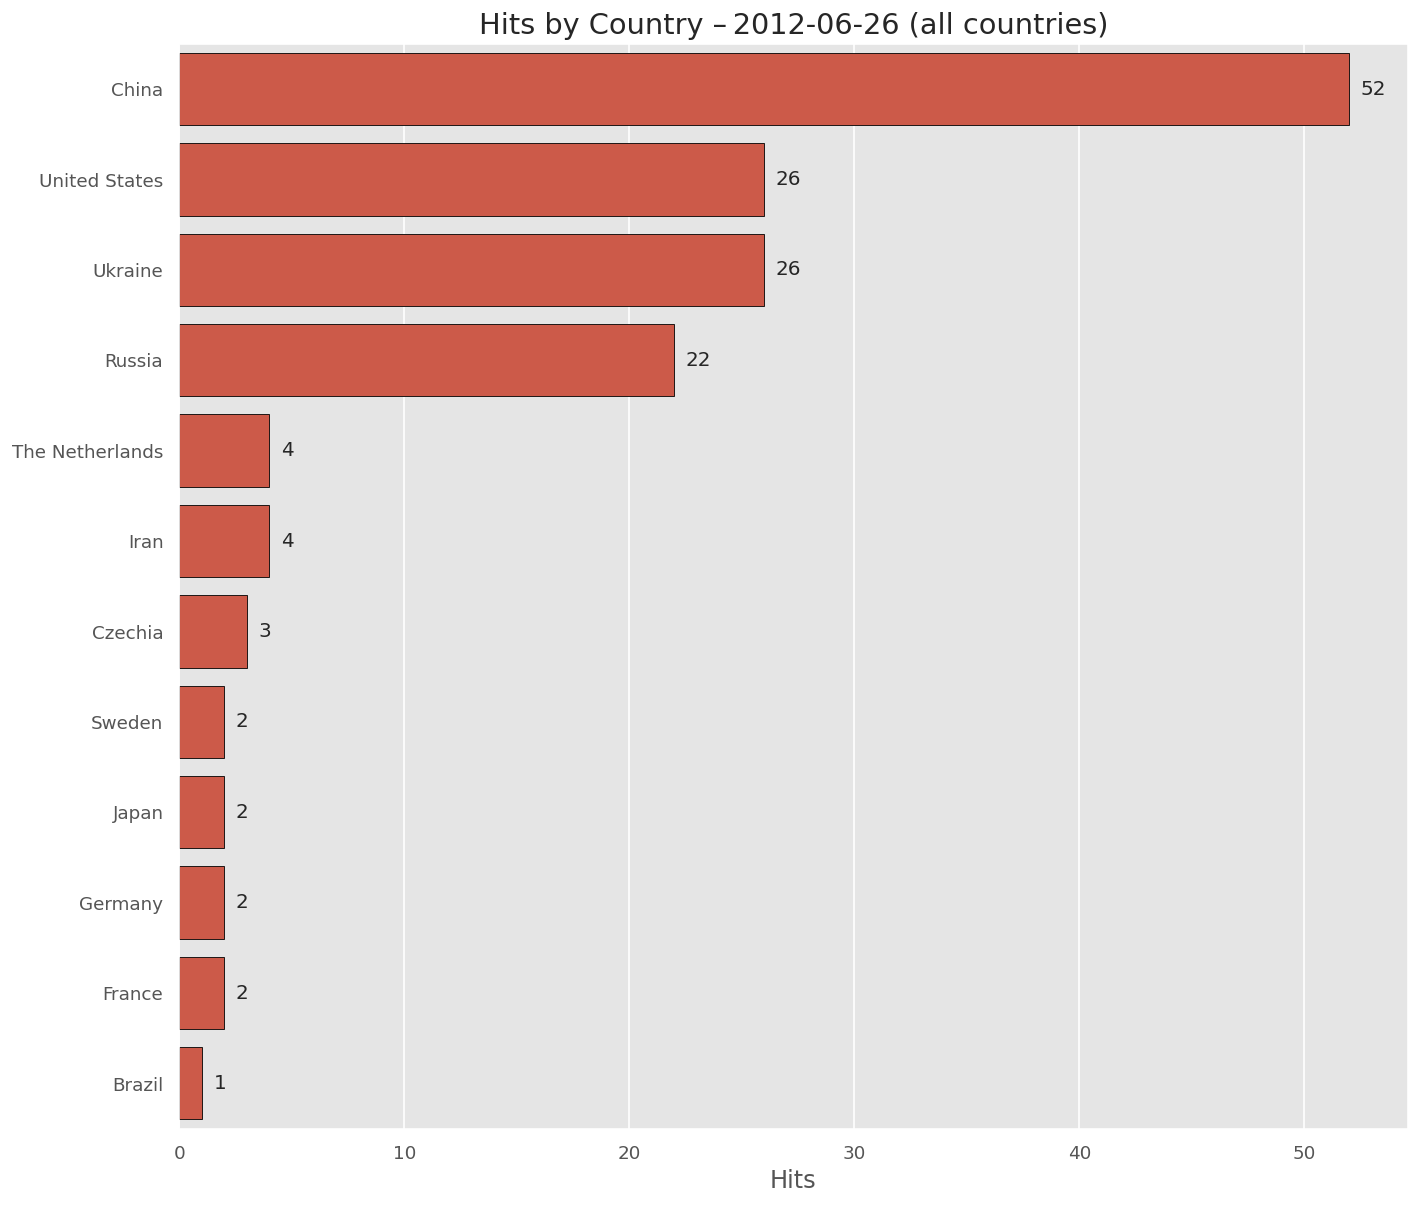 Hits by Country – 2012-06-26 (all countries)
China 52
United States 26
Ukraine 26
Russia 22
The Netherlands 4
Iran 4
Czechia 3
Sweden 2
Japan 2
Germany 2
France 2
Brazil 1
0 10 20 30 40 50
Hits